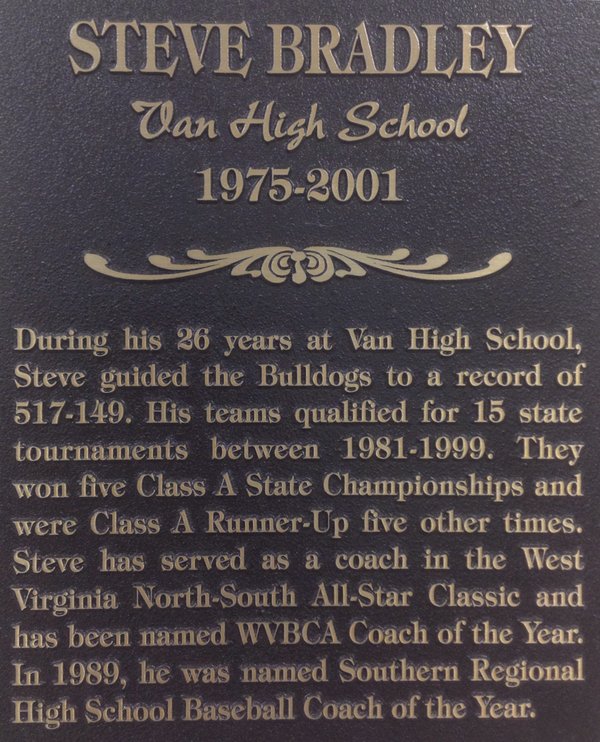 STEVE BRADLEY
Van High School
1975-2001
During his 26 years at Van High School,
Steve guided the Bulldogs to a record of
517-149. His teams qualified for 15 state
tournaments between 1981-1999. They
won five Class A State Championships and
were Class A Runner-Up five other times.
Steve has served as a coach in the West
Virginia North-South All-Star Classic and
has been named WVBCA Coach of the Year.
In 1989, he was named Southern Regional
High School Baseball Coach of the Year.